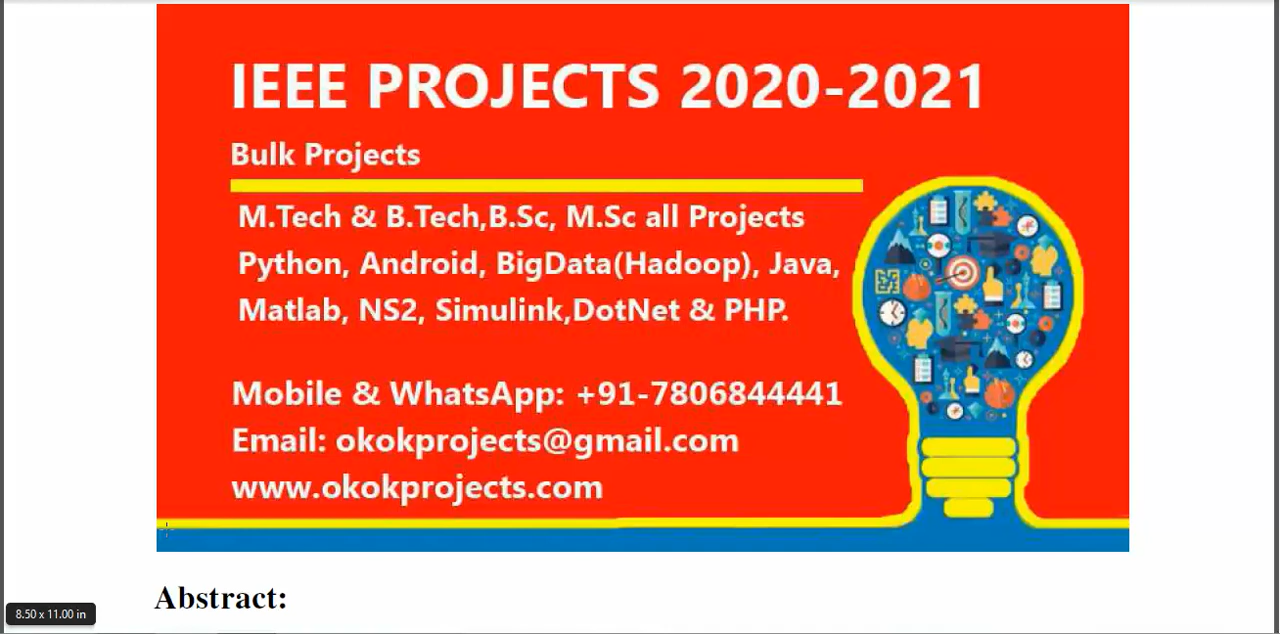 IEEE PROJECTS 2020-2021
Bulk Projects
M.Tech & B.Tech,B.Sc, M.Sc all Projects
Python, Android, BigData(Hadoop), Java,
Matlab, NS2, Simulink,DotNet & PHP.
Mobile & WhatsApp: +91-7806844441
Email: okokprojects@gmail.com
www.okokprojects.com
Abstract:
8.50 x 11.00 in